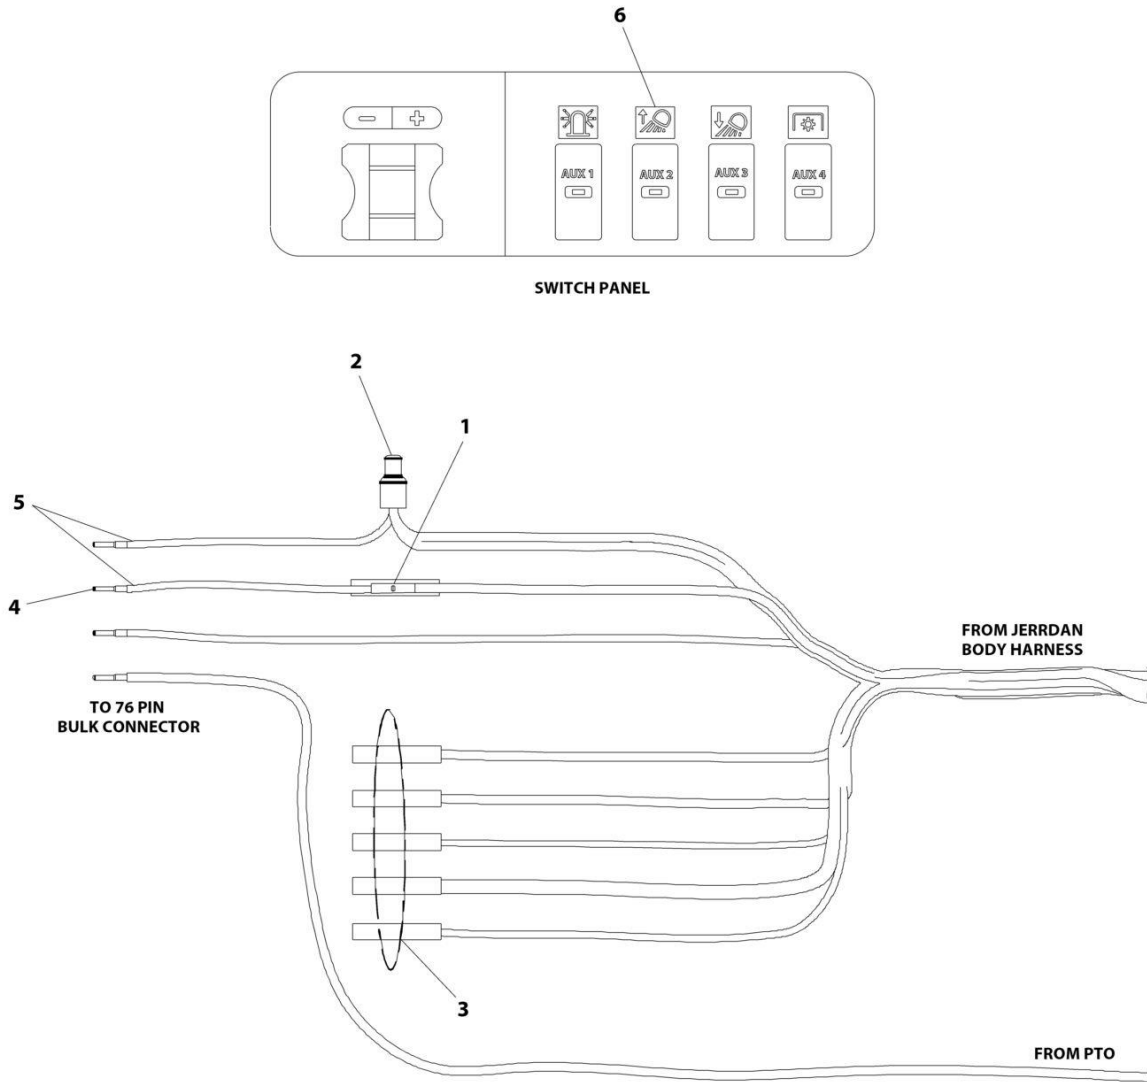 6
AUX 1
AUX 2
AUX 3
AUX 4
SWITCH PANEL
2
1
5
4
FROM JERRDAN
BODY HARNESS
TO 76 PIN
BULK CONNECTOR
3
FROM PTO